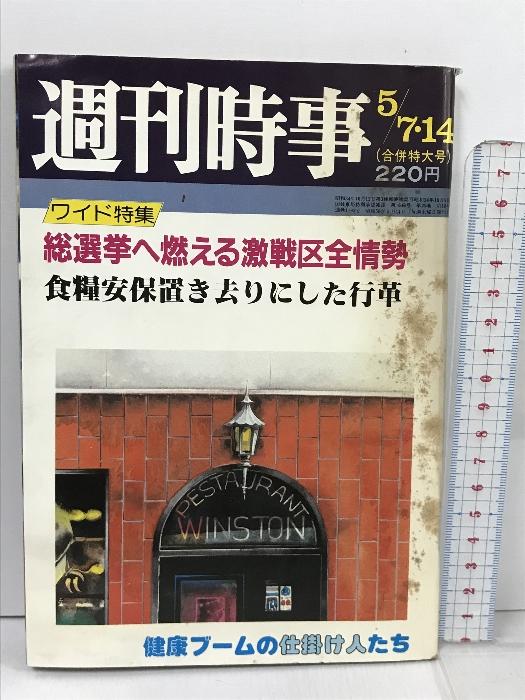 週刊時事
5/7・14
(合併特大号)
220円
ワイド特集
総選挙へ燃える激戦区全情勢
食糧安保置き去りにした行革
RESTAURANT
WINSTON
健康ブームの仕掛け人たち